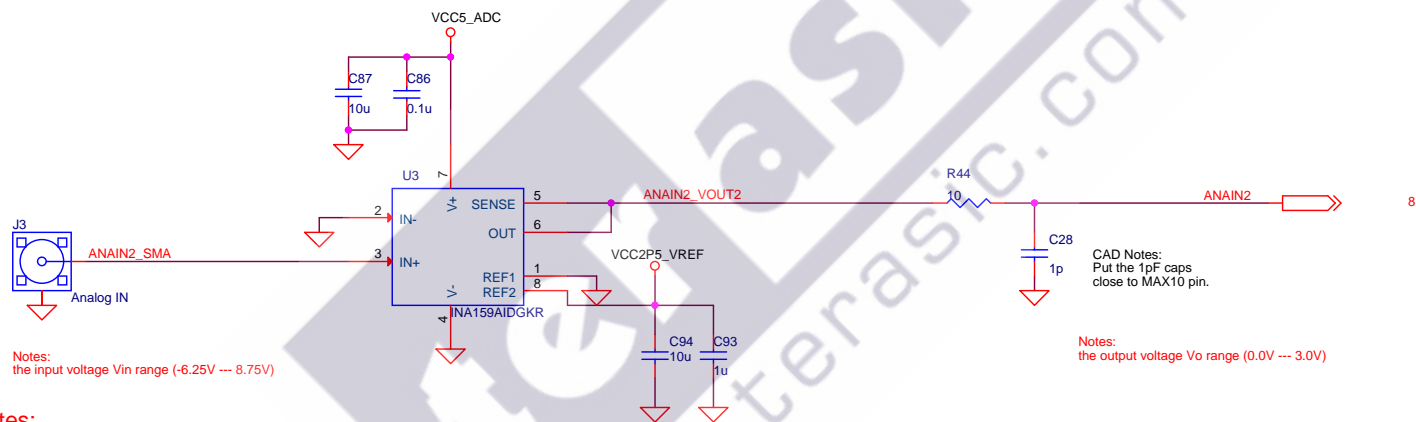 VCC5_ADC
C87
C86
10u
0.1u
U3
7
V+
2
IN-
SENSE
5
ANAIN2_VOUT2
OUT
6
R44
10
ANAIN2
8
J3
ANAIN2_SMA
3
IN+
VCC2P5_VREF
C28
1p
CAD Notes:
Put the 1pF caps
close to MAX10 pin.
REF1
1
REF2
8
V-
4
Analog IN
INA159AIDGKR
C94
10u
C93
1u
Notes:
the input voltage Vin range (-6.25V --- 8.75V)
Notes:
the output voltage Vo range (0.0V --- 3.0V)
tes:
terasic.com